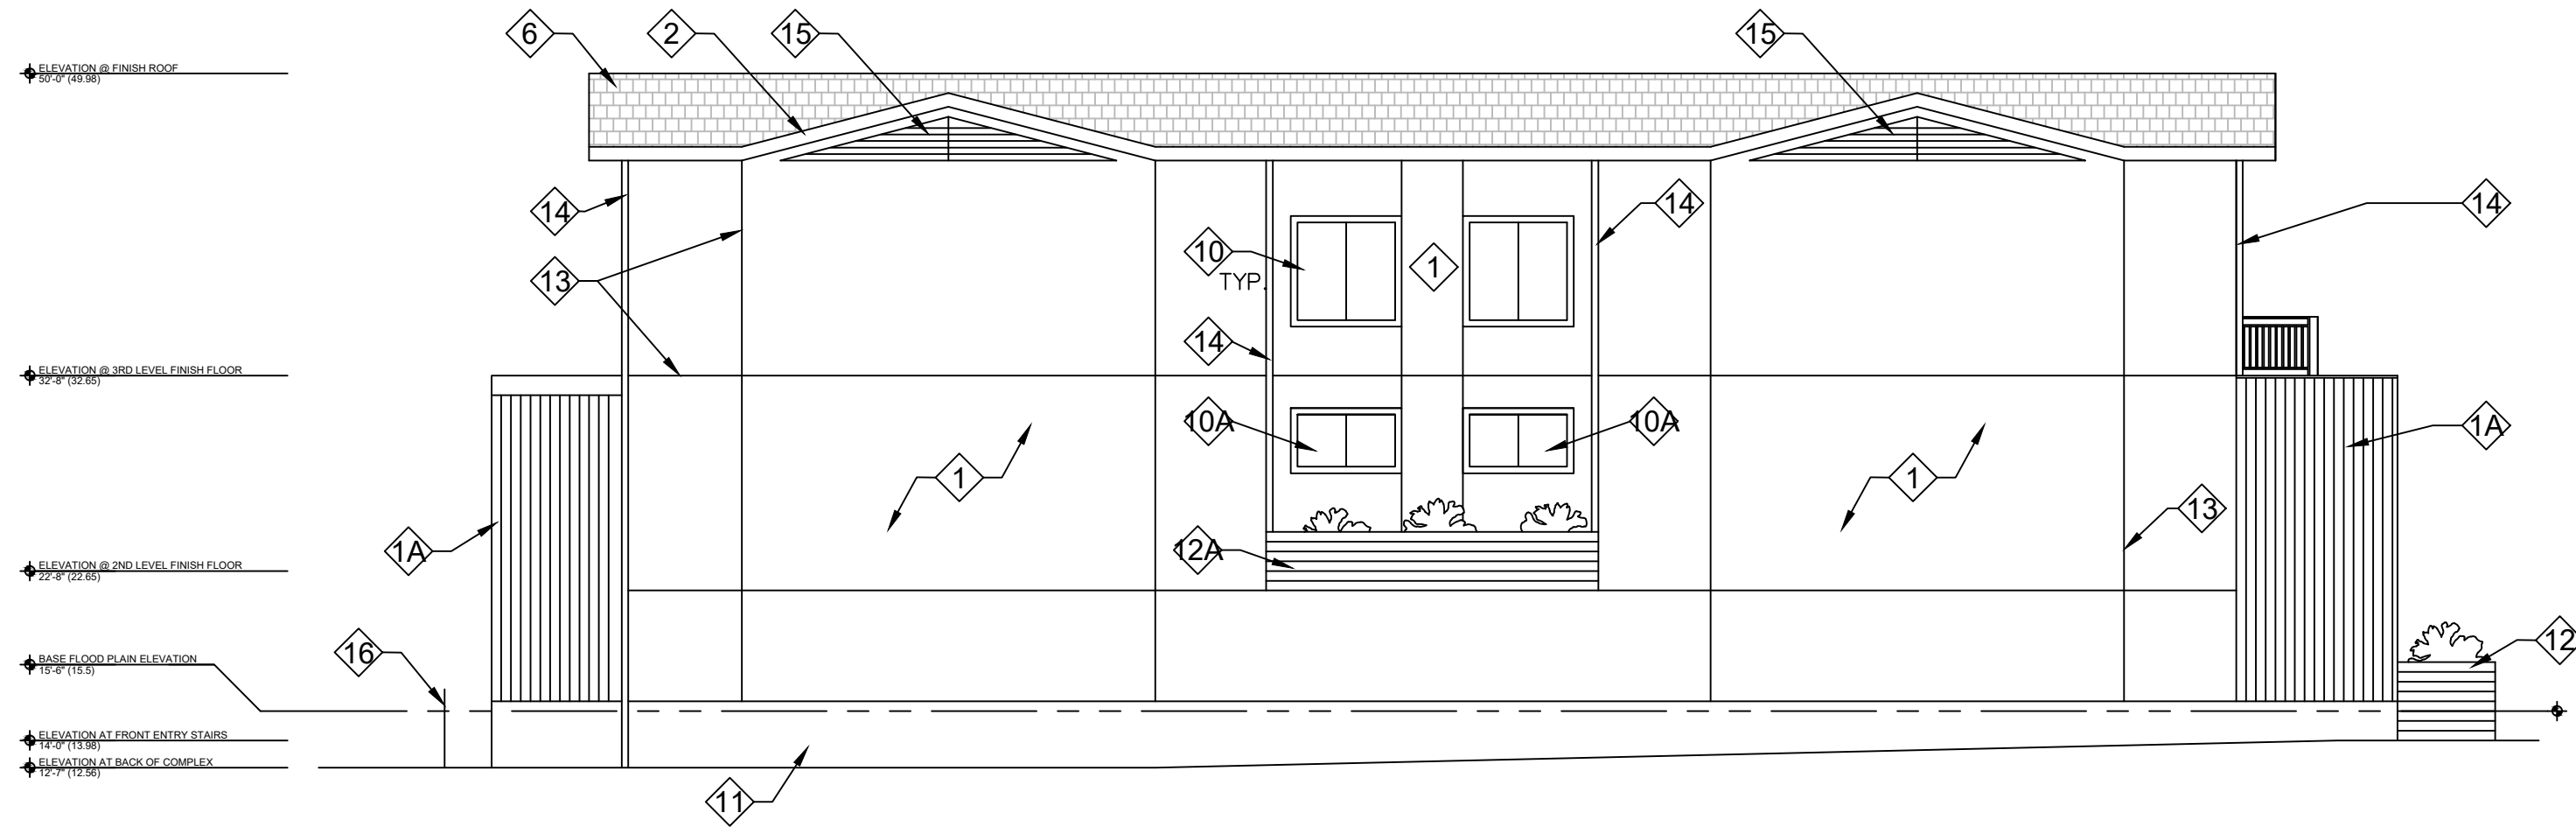 6
2
15
15
ELEVATION @ FINISH ROOF
50'-0" (49.98)
14
14
14
10
TYP.
1
13
14
ELEVATION @ 3RD LEVEL FINISH FLOOR
32'-8" (32.65)
10A
10A
1A
1
1
13
1A
12A
ELEVATION @ 2ND LEVEL FINISH FLOOR
22'-8" (22.65)
16
12
BASE FLOOD PLAIN ELEVATION
15'-6" (15.5)
ELEVATION AT FRONT ENTRY STAIRS
14'-0" (13.98)
ELEVATION AT BACK OF COMPLEX
12'-7" (12.56)
11